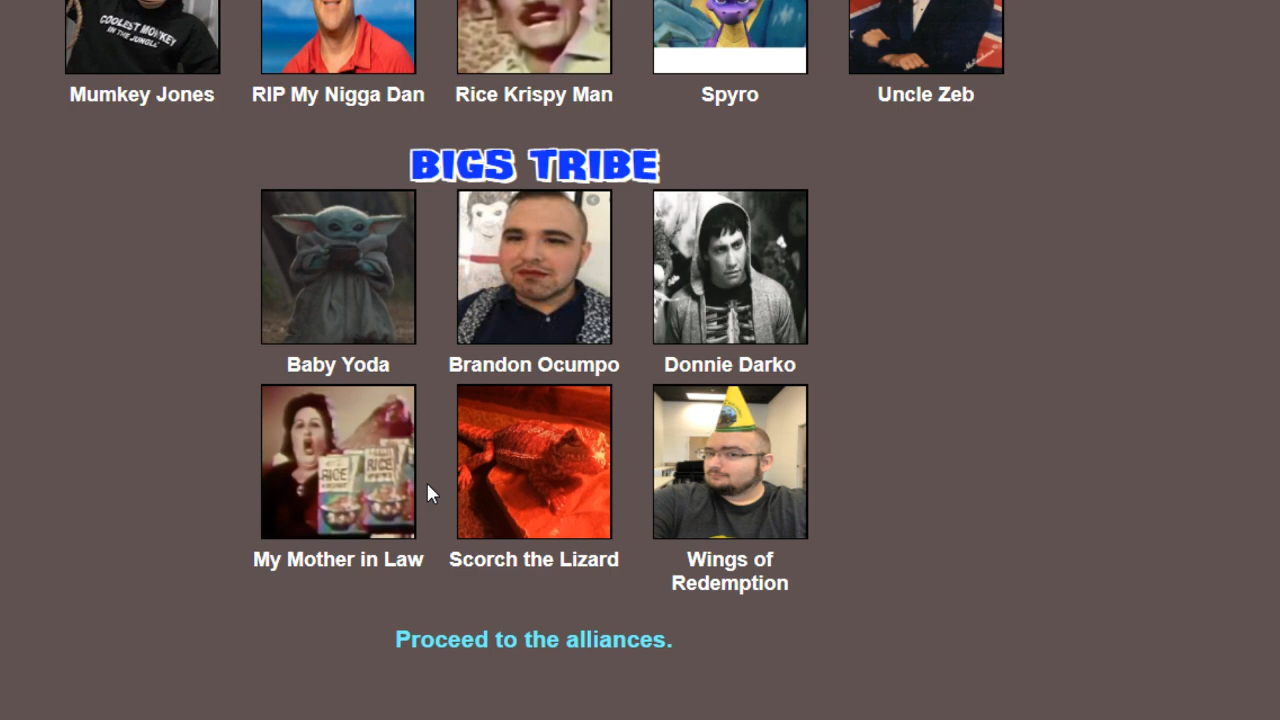 COOLEST MONKEY
IN THE JUNGLE
Mumkey Jones
RIP My Nigga Dan
Rice Krispy Man
Spyro
Uncle Zeb
BIGS TRIBE
Baby Yoda
Brandon Ocumpo
Donnie Darko
RICE
RICE
My Mother in Law
Scorch the Lizard
Wings of
Redemption
Proceed to the alliances.